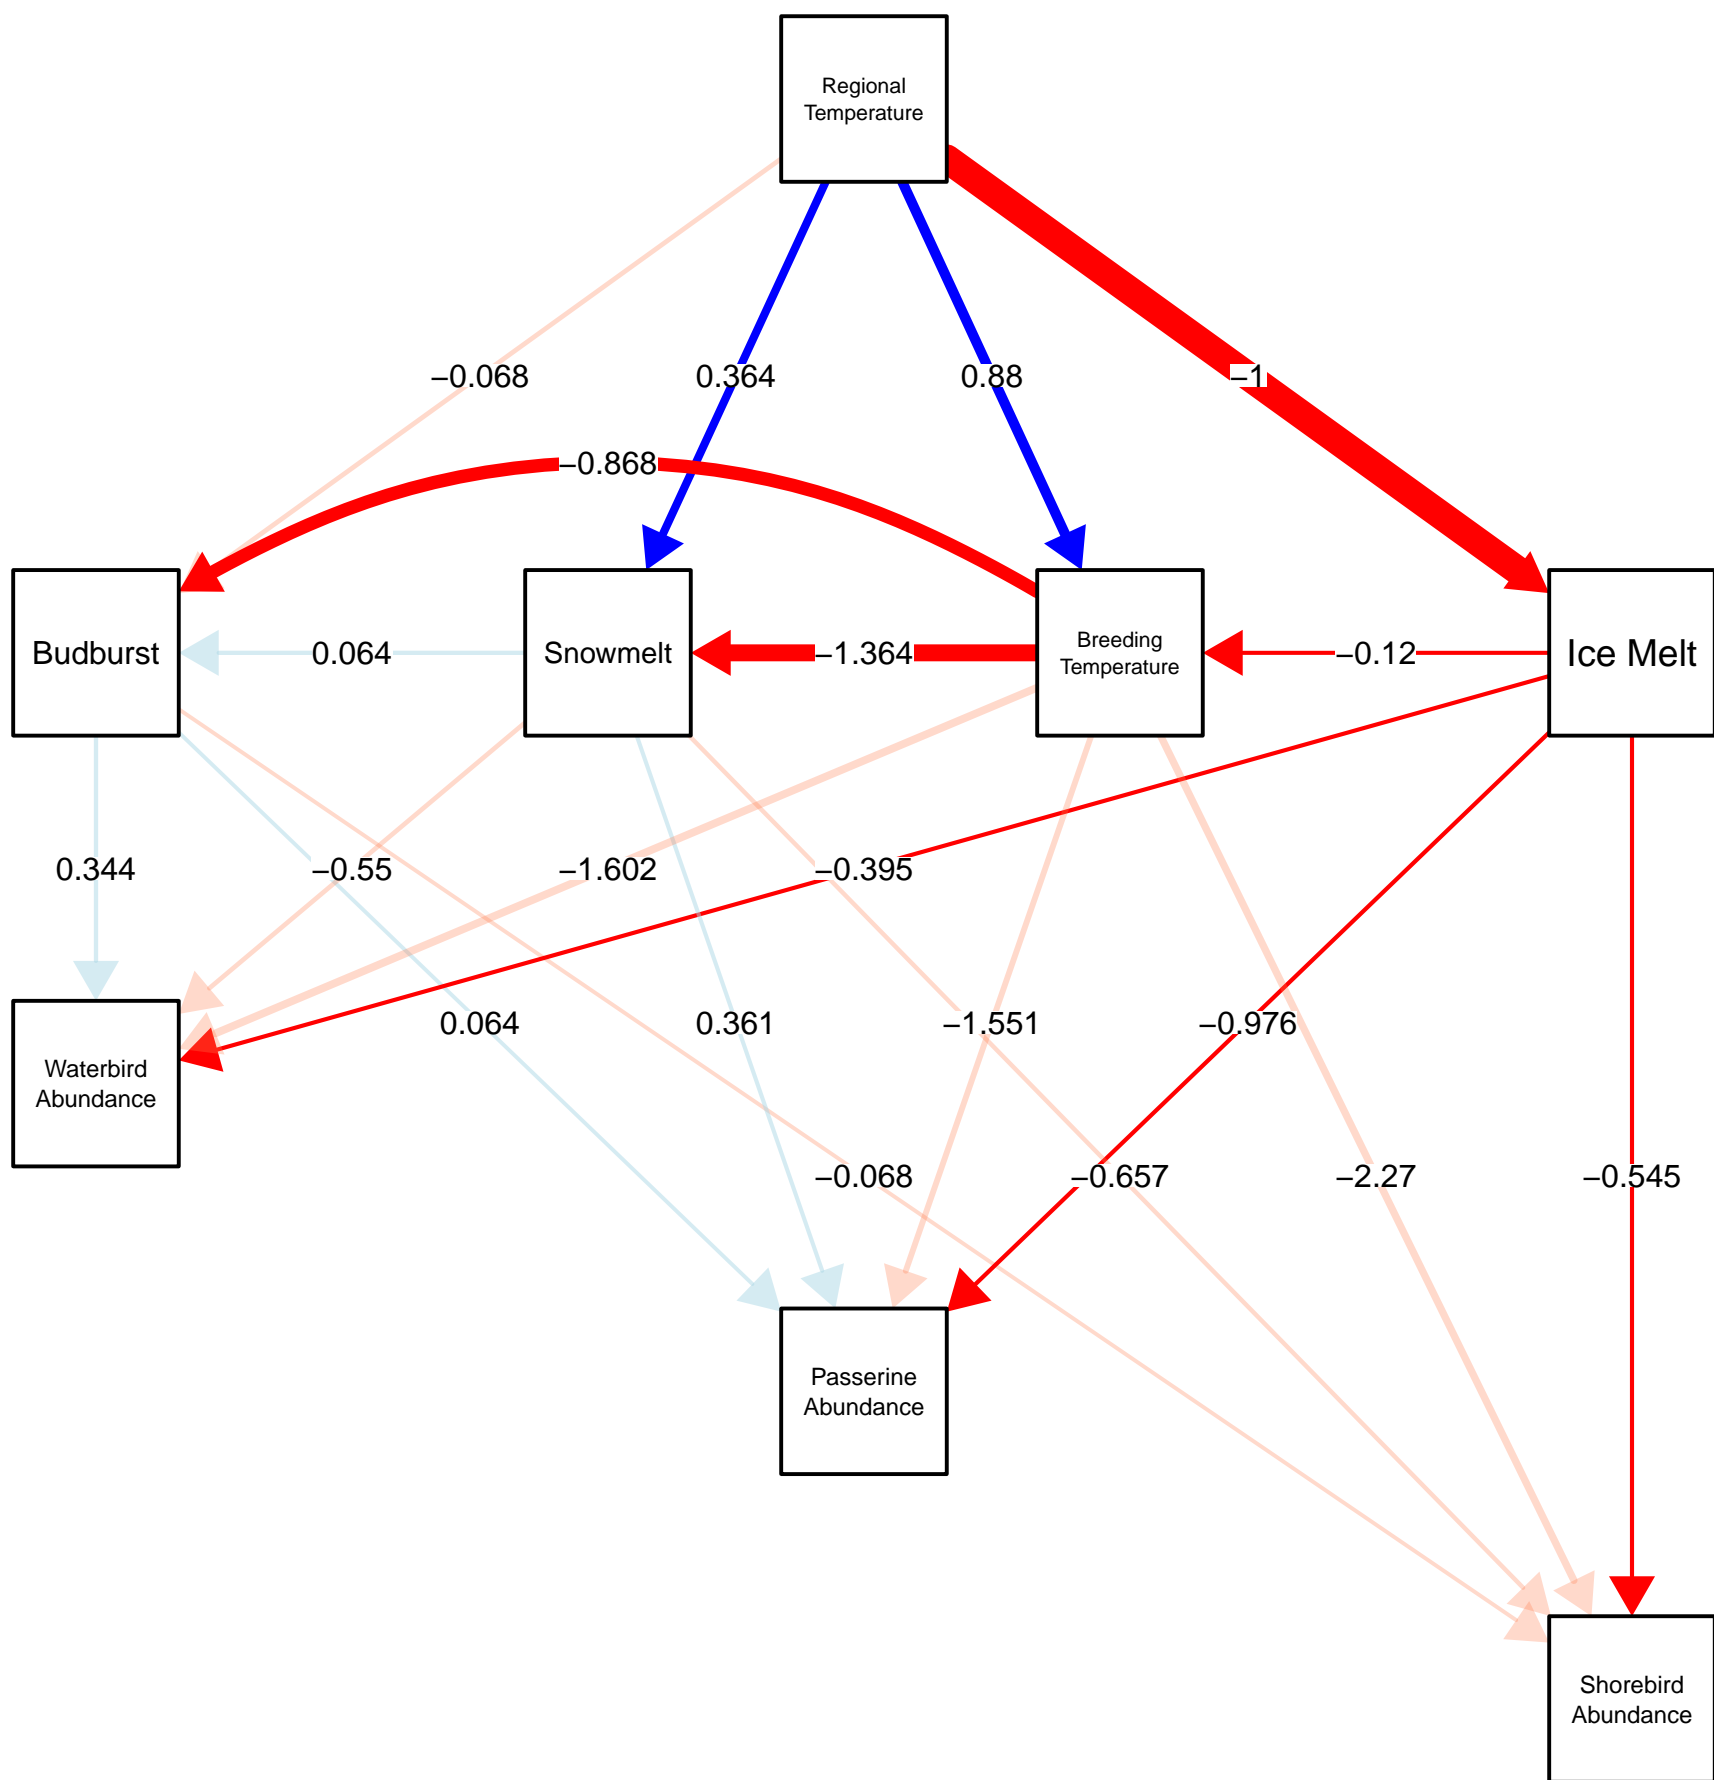 Regional
Temperature
−0.068
0.364
0.88
−1
−0.868
Budburst
0.064
Snowmelt
−1.364
Breeding
Temperature
−0.12
Ice Melt
0.344
−0.55
−1.602
−0.395
0.064
0.361
−1.551
−0.976
Waterbird
Abundance
−0.068
−0.657
−2.27
−0.545
Passerine
Abundance
Shorebird
Abundance